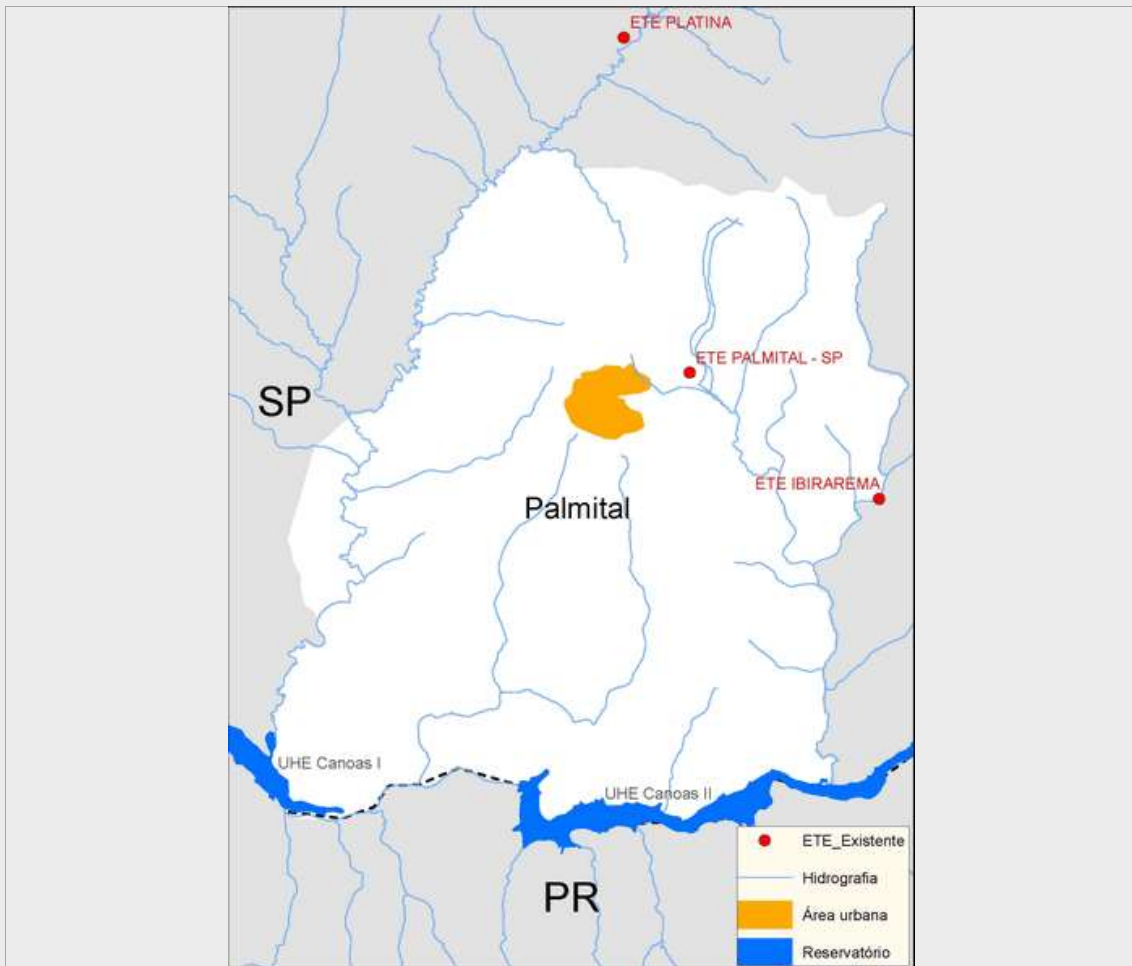 ETE PLATINA
ETE PALMITAL - SP
SP
ETE IBIRAREMA
Palmital
UHE Canoas I
UHE Canoas II
PR
ETE_Existente
Hidrografia
Área urbana
Reservatório